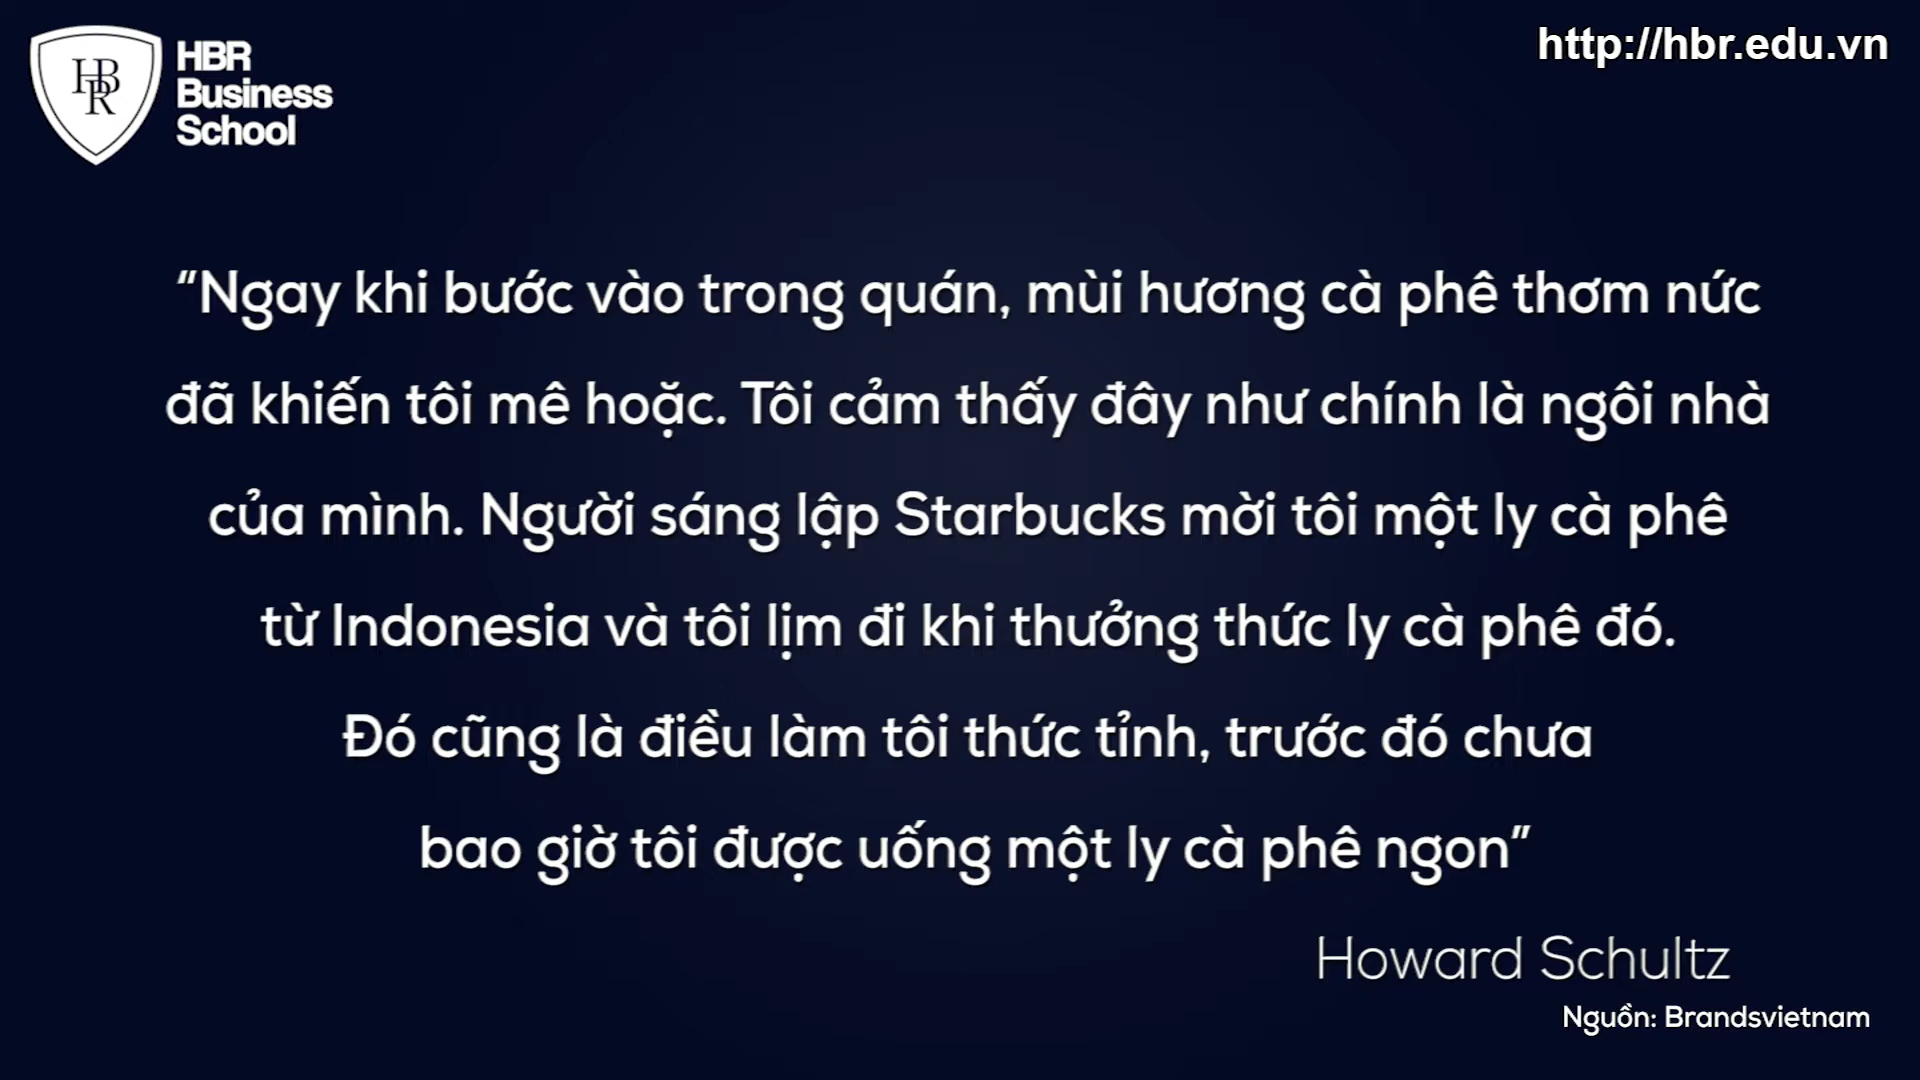 HBR
Business
School
http://hbr.edu.vn
“Ngay khi bước vào trong quán, mùi hương cà phê thơm nức
đã khiến tôi mê hoặc. Tôi cảm thấy đây như chính là ngôi nhà
của mình. Người sáng lập Starbucks mời tôi một ly cà phê
từ Indonesia và tôi lịm đi khi thưởng thức ly cà phê đó.
Đó cũng là điều làm tôi thức tỉnh, trước đó chưa
bao giờ tôi được uống một ly cà phê ngon”
Howard Schultz
Nguồn: Brandsvietnam